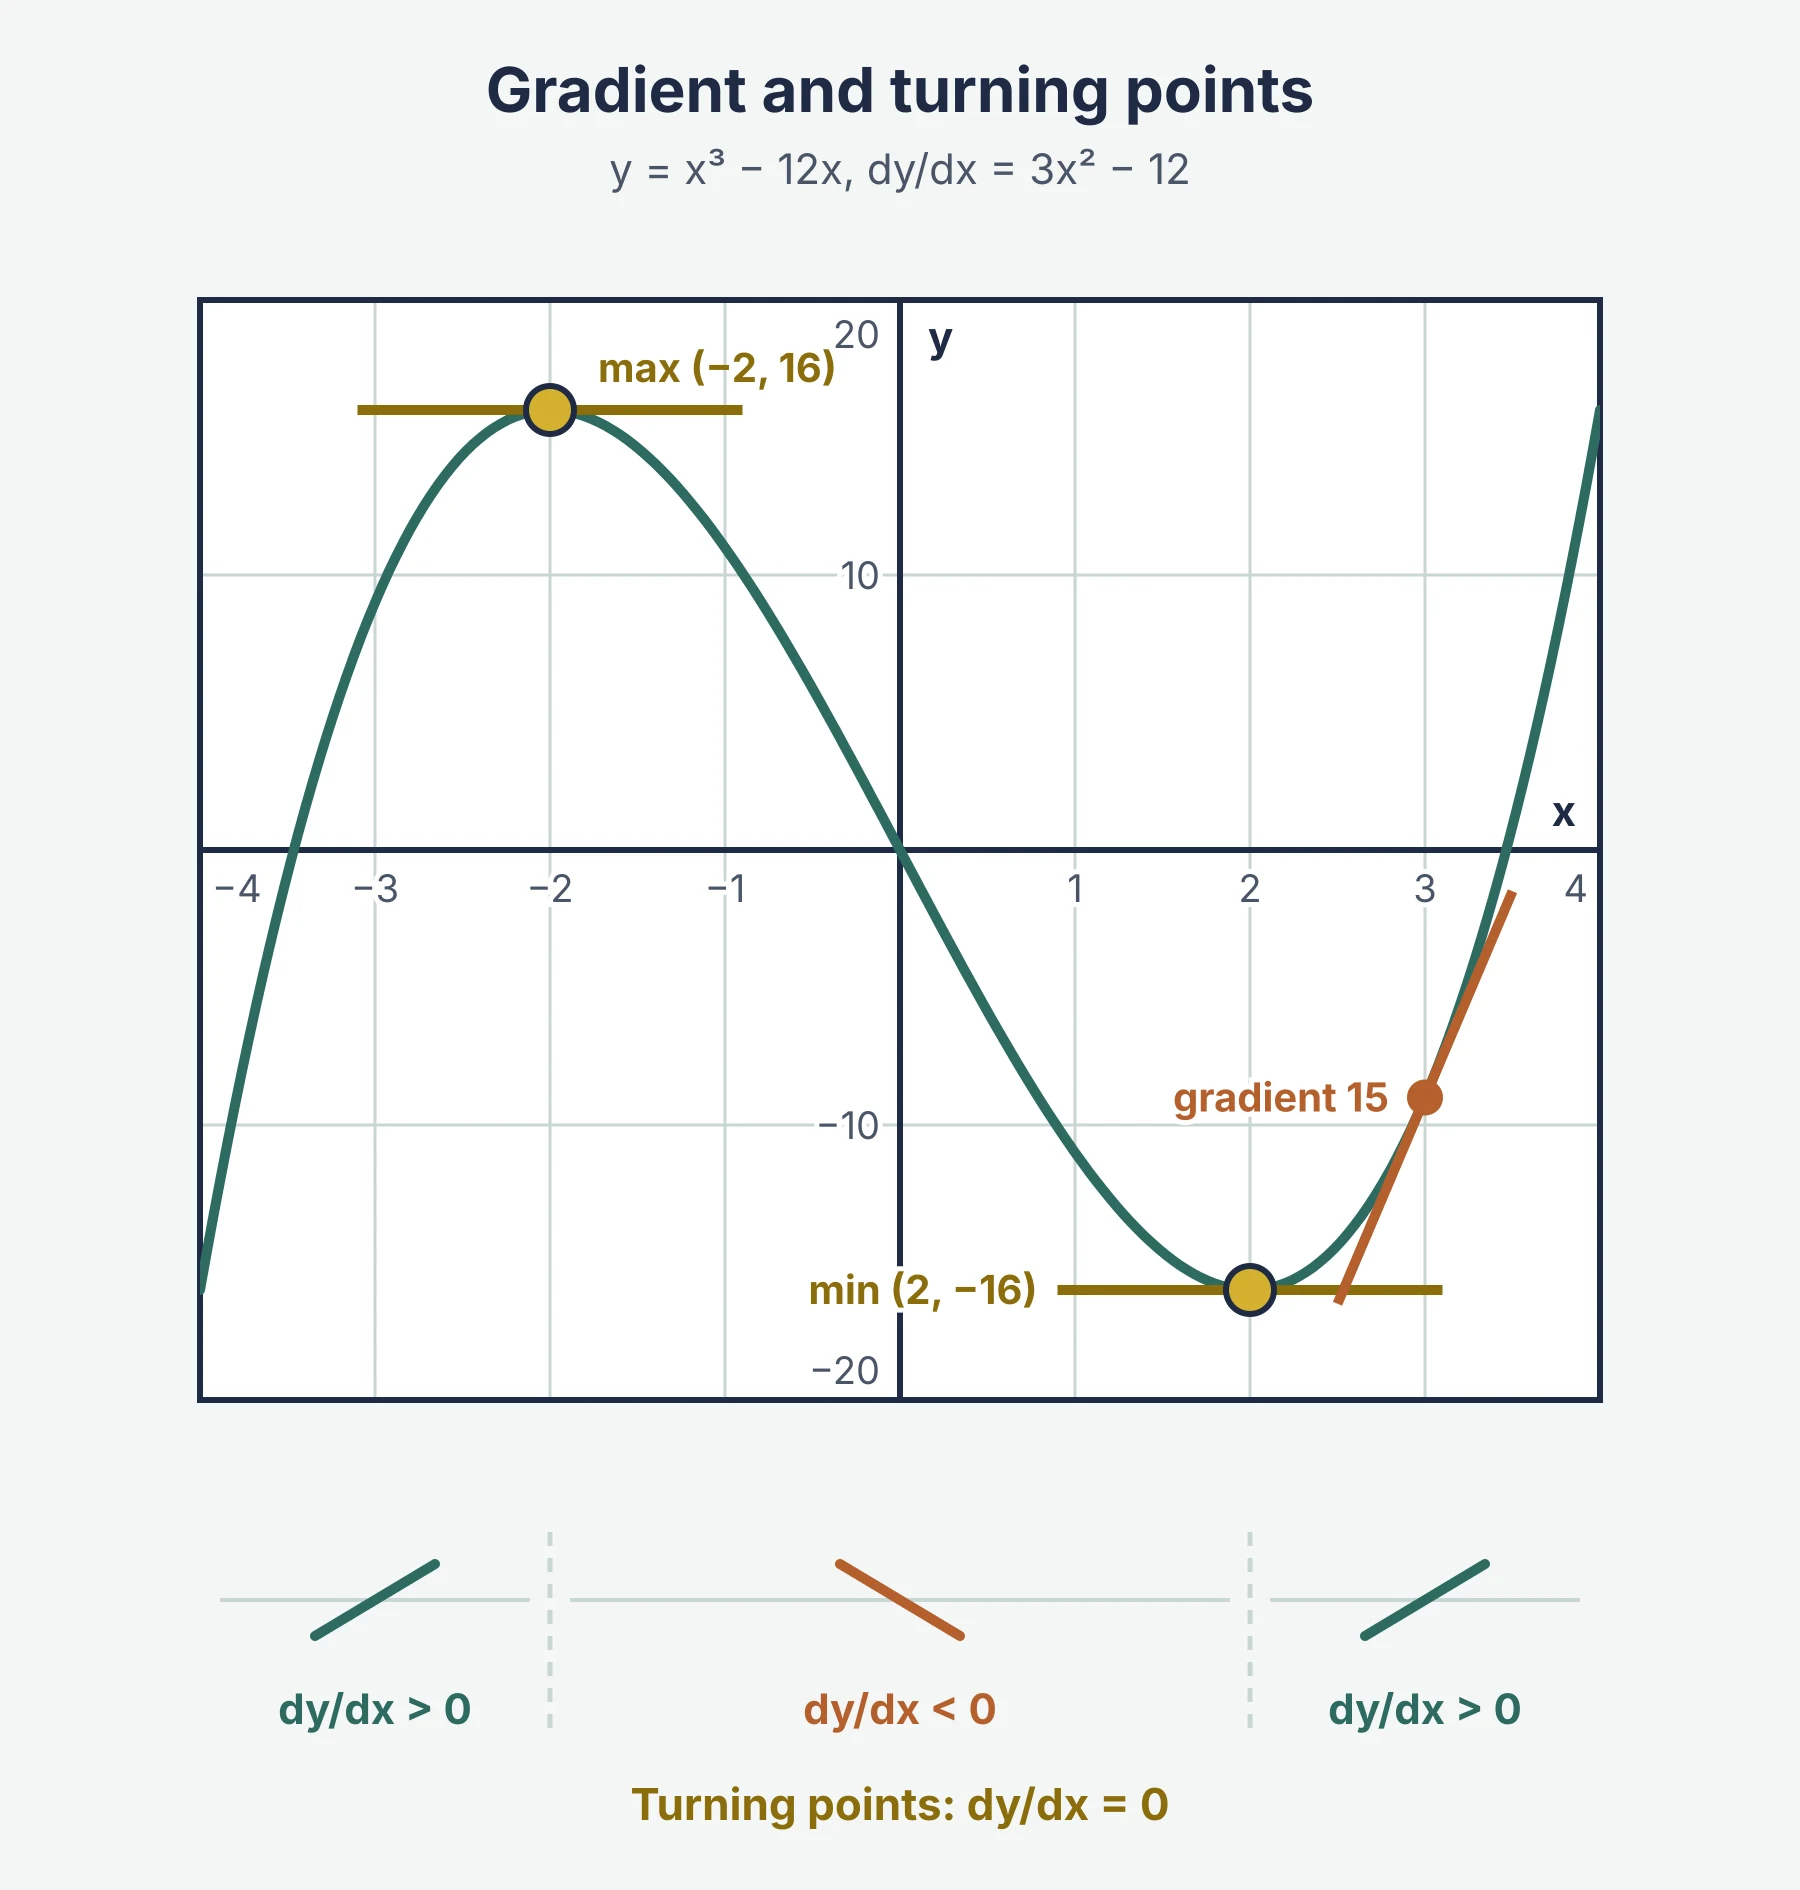 Gradient and turning points
y = x³ − 12x, dy/dx = 3x² − 12
20
y
max (−2, 16)
10
x
−4 −3 −2 −1 1 2 3 4
gradient 15
−10
min (2, −16)
−20
dy/dx > 0 dy/dx < 0 dy/dx > 0
Turning points: dy/dx = 0